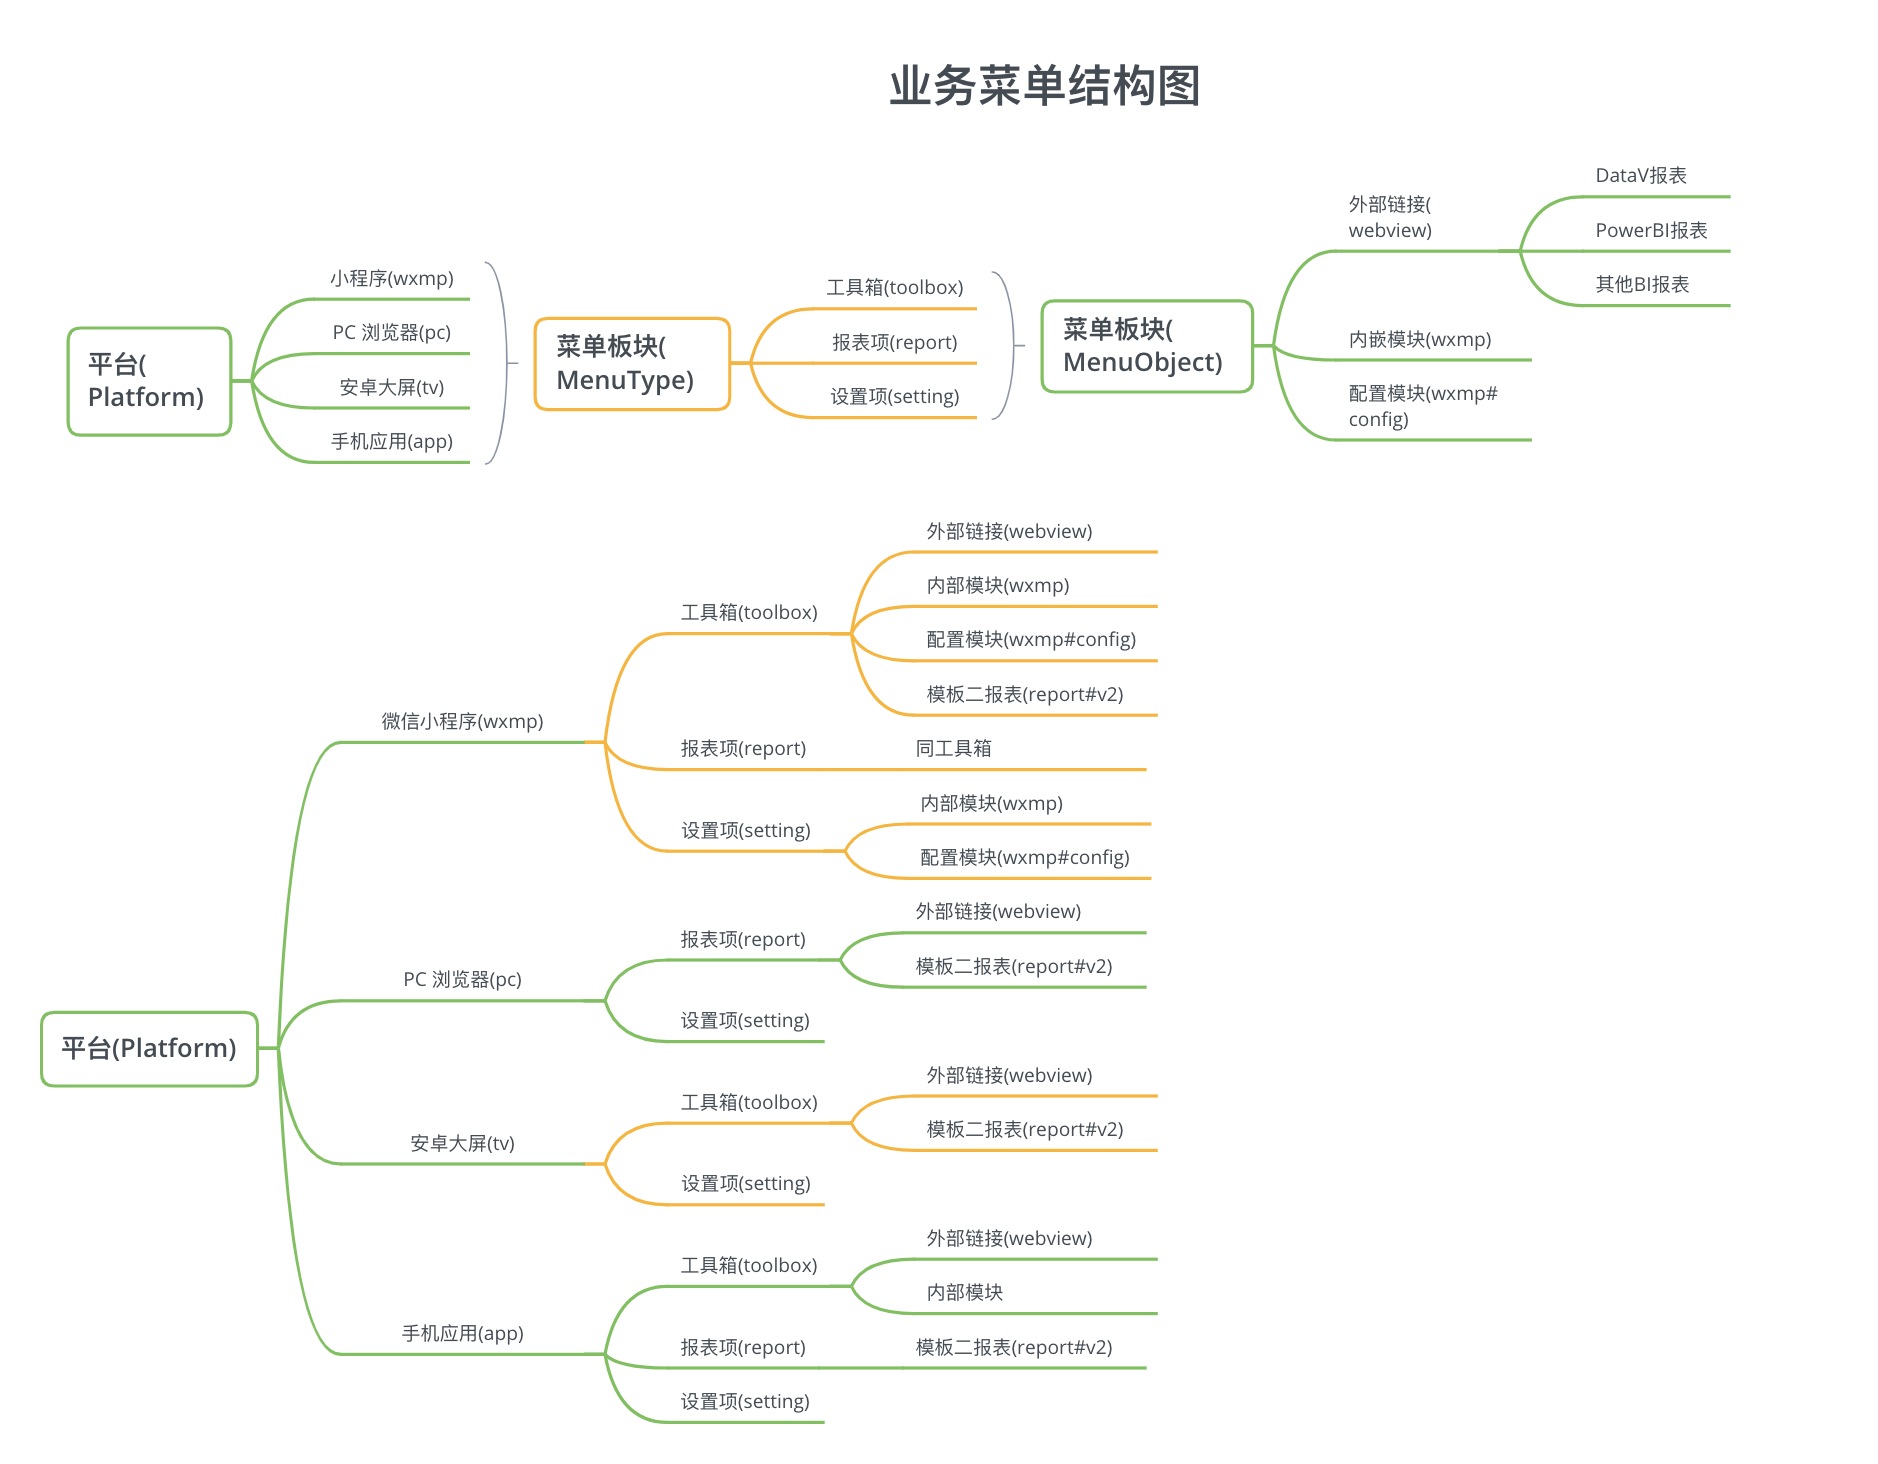 业务菜单结构图
平台(
Platform)
小程序(wxmp)
PC 浏览器(pc)
安卓大屏(tv)
手机应用(app)
菜单板块(
MenuType)
工具箱(toolbox)
报表项(report)
设置项(setting)
菜单板块(
MenuObject)
外部链接(
webview)
DataV报表
PowerBI报表
其他BI报表
内嵌模块(wxmp)
配置模块(wxmp#
config)
平台(Platform)
微信小程序(wxmp)
工具箱(toolbox)
外部链接(webview)
内部模块(wxmp)
配置模块(wxmp#config)
模板二报表(report#v2)
报表项(report)
同工具箱
设置项(setting)
内部模块(wxmp)
配置模块(wxmp#config)
PC 浏览器(pc)
报表项(report)
外部链接(webview)
模板二报表(report#v2)
设置项(setting)
安卓大屏(tv)
工具箱(toolbox)
外部链接(webview)
模板二报表(report#v2)
设置项(setting)
手机应用(app)
工具箱(toolbox)
外部链接(webview)
内部模块
报表项(report)
模板二报表(report#v2)
设置项(setting)